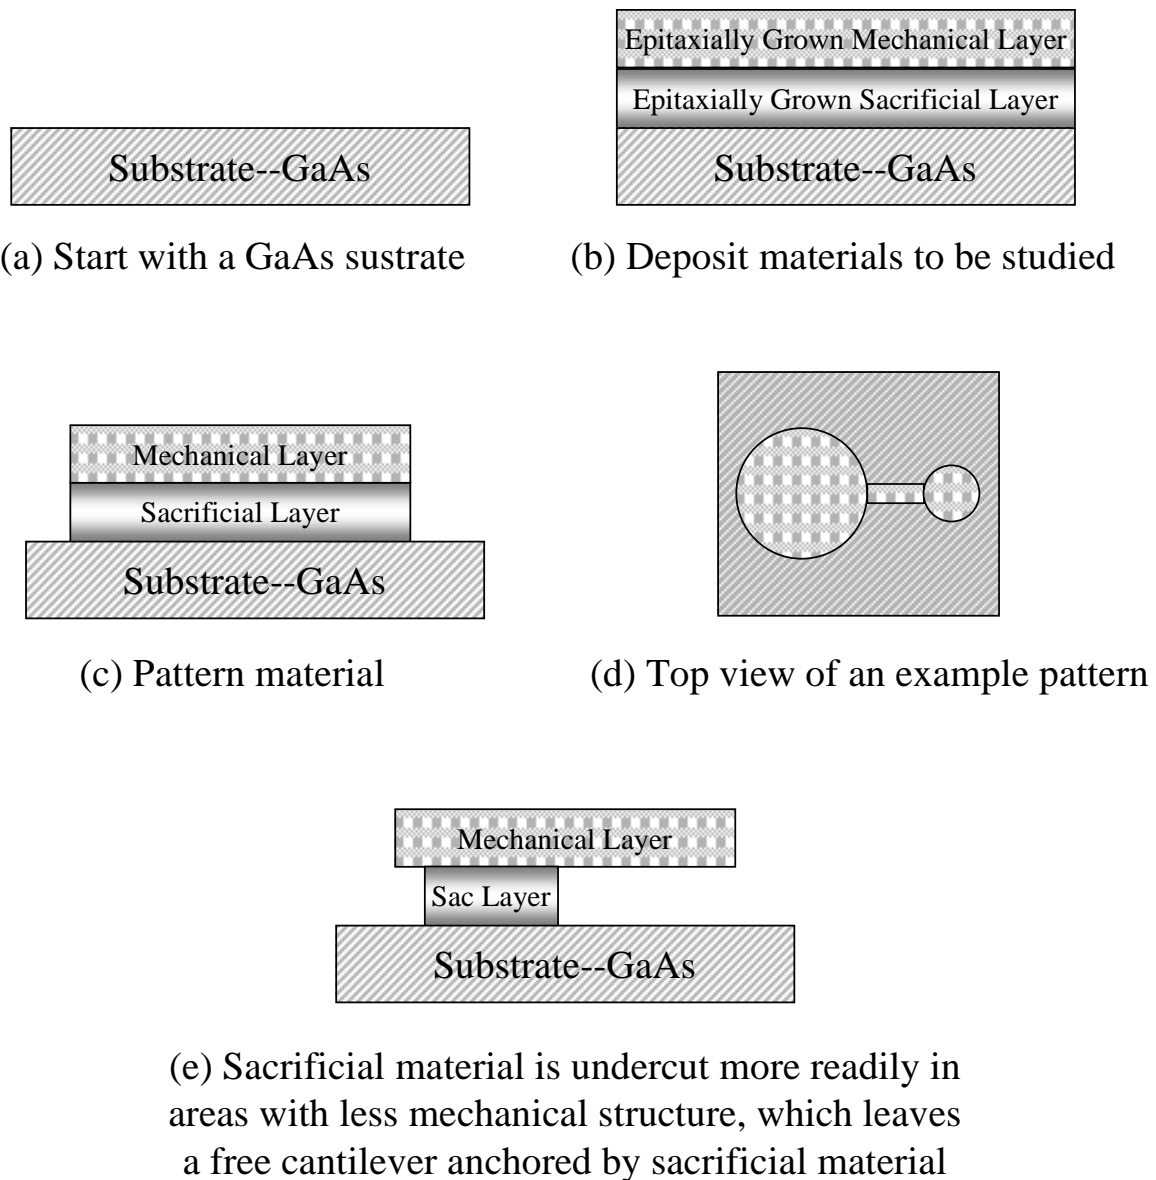 Substrate--GaAs
(a) Start with a GaAs sustrate
Epitaxially Grown Mechanical Layer
Epitaxially Grown Sacrificial Layer
Substrate--GaAs
(b) Deposit materials to be studied
Mechanical Layer
Sacrificial Layer
Substrate--GaAs
(c) Pattern material
(d) Top view of an example pattern
Mechanical Layer
Sac Layer
Substrate--GaAs
(e) Sacrificial material is undercut more readily in
areas with less mechanical structure, which leaves
a free cantilever anchored by sacrificial material